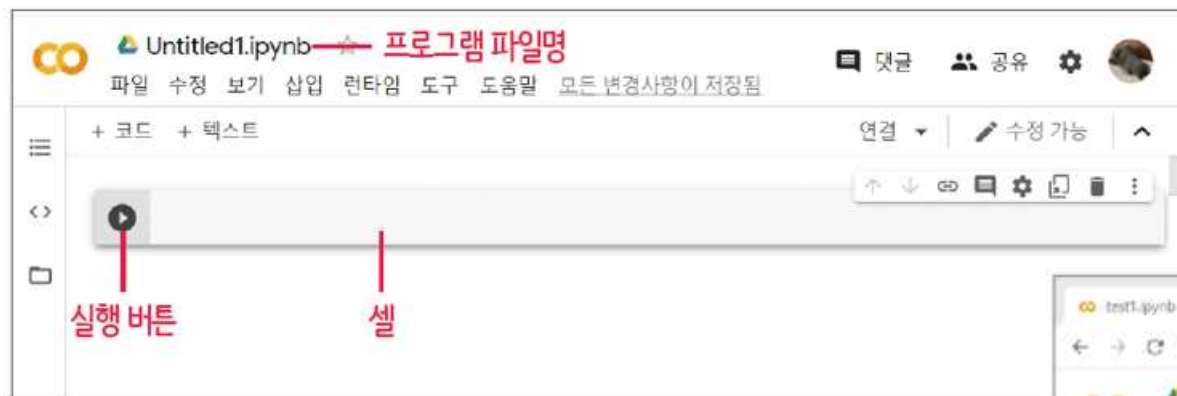 Untitled1.ipynb 프로그램 파일명
파일 수정 보기 삽입 런타임 도구 도움말 모든 변경사항이 저장됨
댓글 공유
+ 코드 + 텍스트
연결 수정 가능
실행 버튼
셀
test1.ipynb